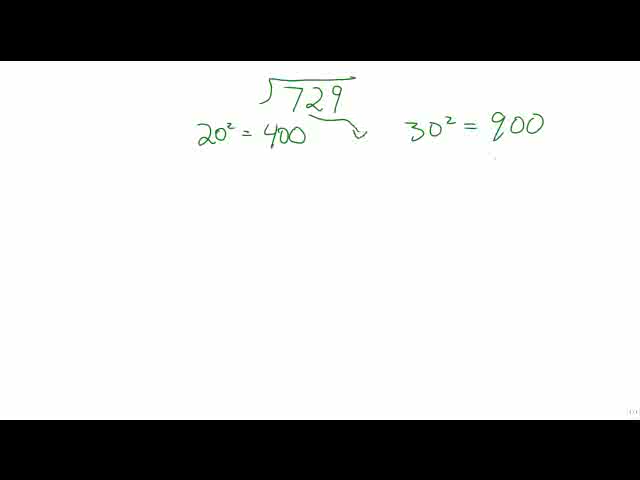 √729
20² = 400 30² = 900